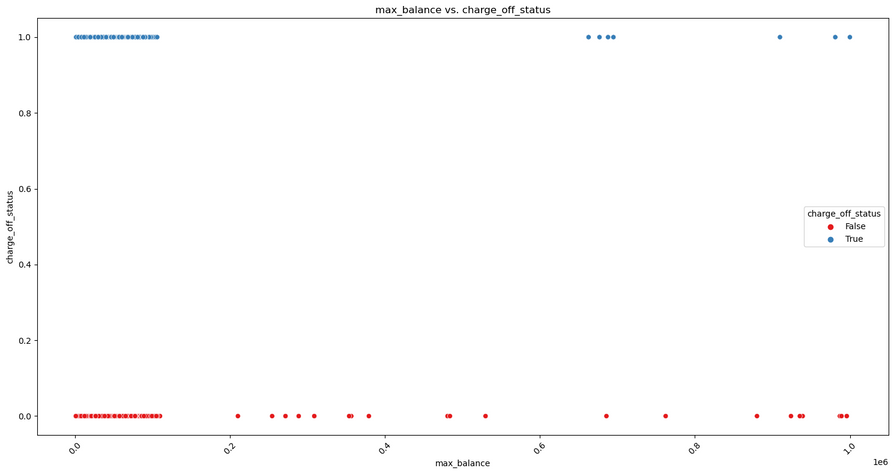 max_balance vs. charge_off_status
1.0
0.8
0.6
0.4
0.2
0.0
charge_off_status
charge_off_status
False
True
0.0
0.2
0.4
0.6
0.8
1.0
1e6
max_balance